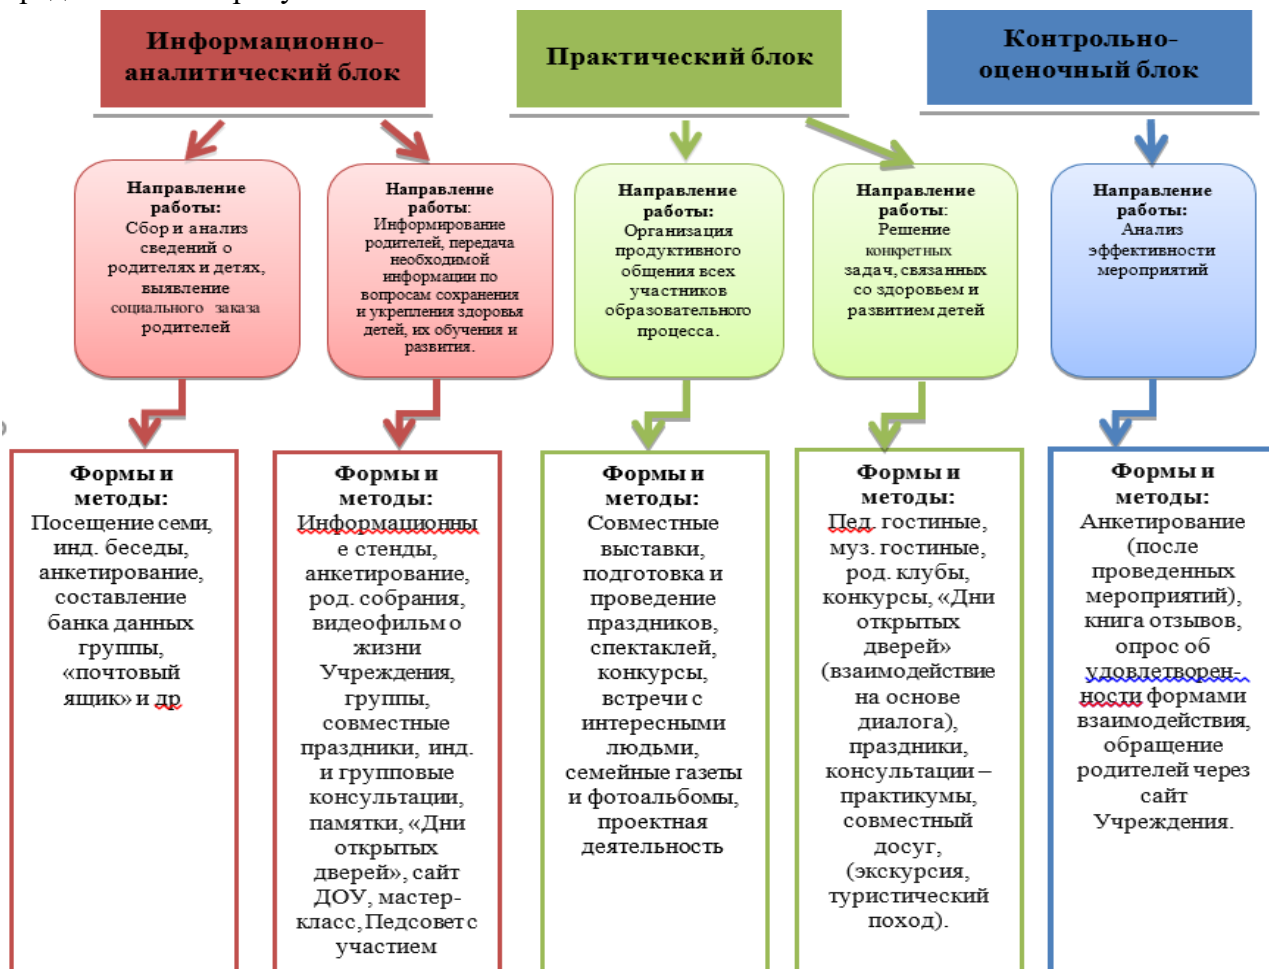 Информационно-
аналитический блок
Практический блок
Контрольно-
оценочный блок
Направление
работы:
Сбор и анализ
сведений о
родителях и детях,
выявление
социального заказа
родителей
Направление
работы:
Информирование
родителей, передача
необходимой
информации по
вопросам сохранения
и укрепления здоровья
детей, их обучения и
развития.
Направление
работы:
Организация
продуктивного
общения всех
участников
образовательного
процесса.
Направление
работы:
Решение
конкретных
задач, связанных
со здоровьем и
развитием детей
Направление
работы:
Анализ
эффективности
мероприятий
Формы и
методы:
Посещение семи,
инд. беседы,
анкетирование,
составление
банка данных
группы,
«почтовый
ящик» и др
Формы и
методы:
Информационны
е стенды,
анкетирование,
род. собрания,
видеофильм о
жизни
Учреждения,
группы,
совместные
праздники, инд.
и групповые
консультации,
памятки, «Дни
открытых
дверей», сайт
ДОУ, мастер-
класс, Педсовет с
участием
Формы и
методы:
Совместные
выставки,
подготовка и
проведение
праздников,
спектаклей,
конкурсы,
встречи с
интересными
людьми,
семейные газеты
и фотоальбомы,
проектная
деятельность
Формы и
методы:
Пед. гостиные,
муз. гостиные,
род. клубы,
конкурсы, «Дни
открытых
дверей»
(взаимодействие
на основе
диалога),
праздники,
консультации –
практикумы,
совместный
досуг,
(экскурсия,
туристический
поход).
Формы и
методы:
Анкетирование
(после
проведенных
мероприятий),
книга отзывов,
опрос об
удовлетворен-
ности формами
взаимодействия,
обращение
родителей через
сайт
Учреждения.